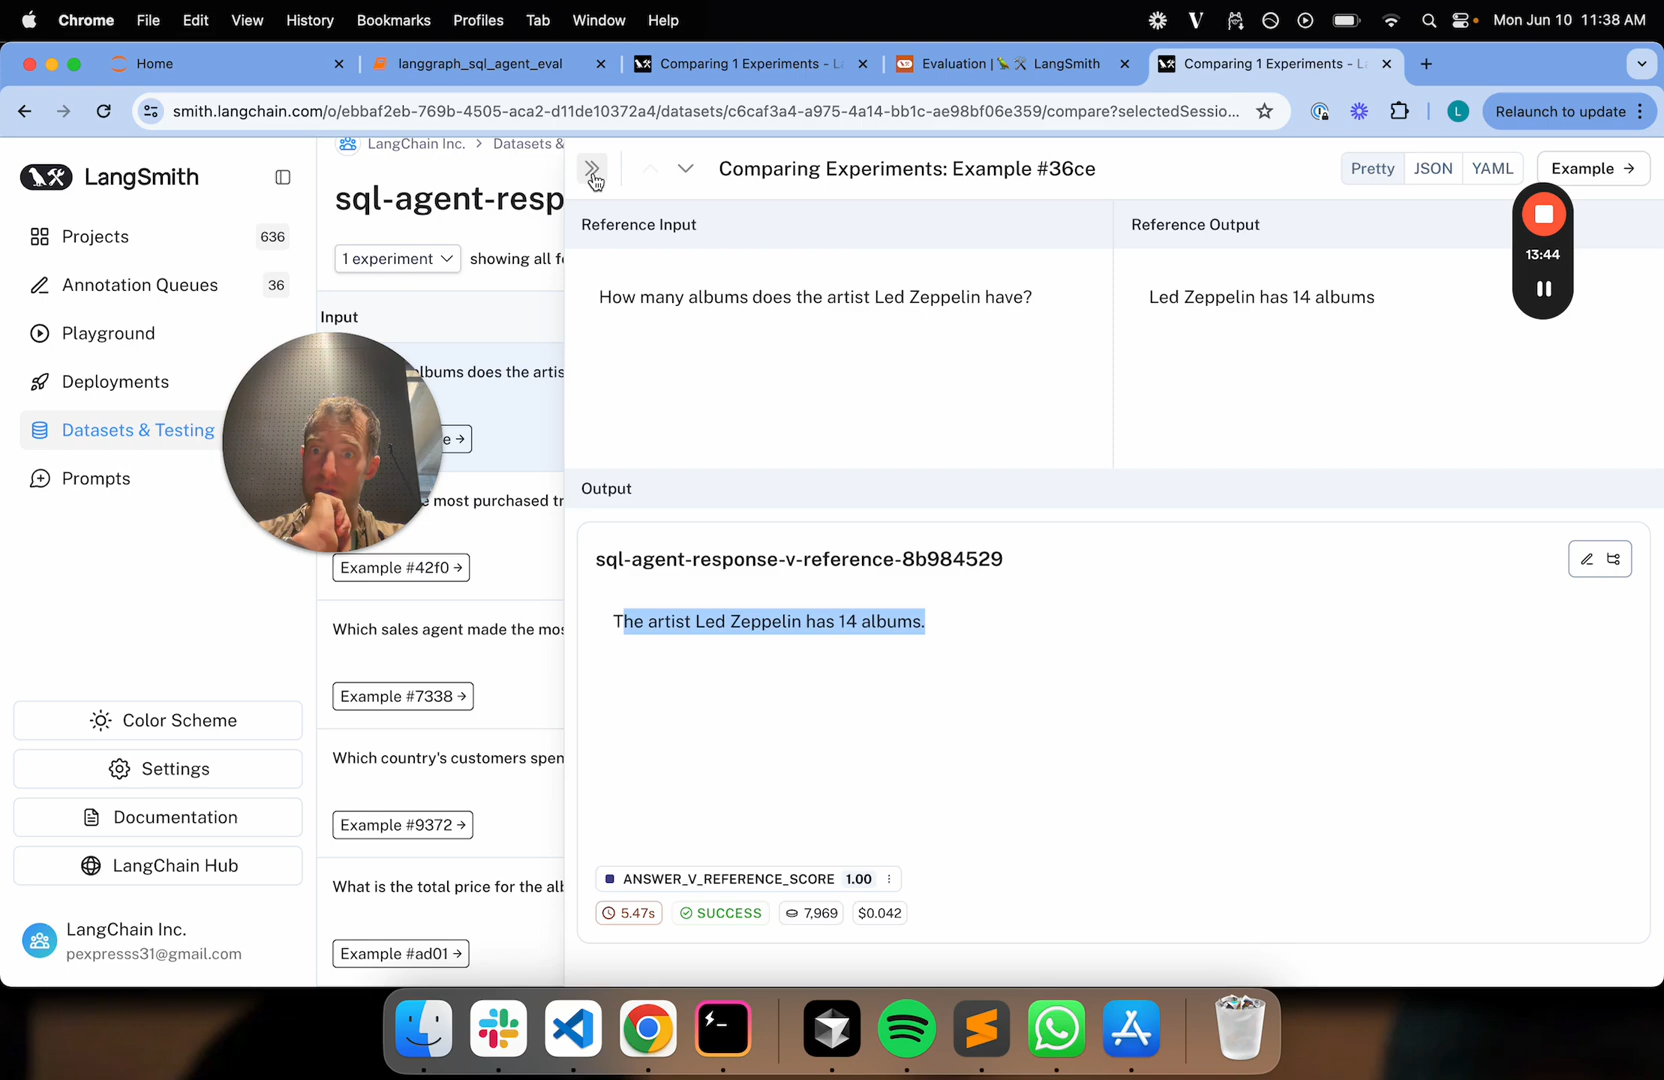 Chrome File Edit View History Bookmarks Profiles Tab Window Help
Mon Jun 10 11:38 AM
Home
langgraph_sql_agent_eval
Comparing 1 Experiments - L
Evaluation | LangSmith
Comparing 1 Experiments - L
smith.langchain.com/o/ebbaf2eb-769b-4505-aca2-d11de10372a4/datasets/c6caf3a4-a975-4a14-bb1c-ae98bf06e359/compare?selectedSessio...
L
Relaunch to update
LangSmith
Projects 636
Annotation Queues 36
Playground
Deployments
Datasets & Testing
Prompts
Color Scheme
Settings
Documentation
LangChain Hub
LangChain Inc.
pexpresss31@gmail.com
LangChain Inc. > Datasets &
sql-agent-resp
1 experiment
showing all fe
Input
lbums does the artis
e →
e most purchased tr
Example #42f0 →
Which sales agent made the mos
Example #7338 →
Which country's customers spen
Example #9372 →
What is the total price for the alb
Example #ad01 →
Comparing Experiments: Example #36ce
Pretty JSON YAML
Example →
13:44
Reference Input
Reference Output
How many albums does the artist Led Zeppelin have?
Led Zeppelin has 14 albums
Output
sql-agent-response-v-reference-8b984529
The artist Led Zeppelin has 14 albums.
ANSWER_V_REFERENCE_SCORE 1.00
5.47s SUCCESS 7,969 $0.042